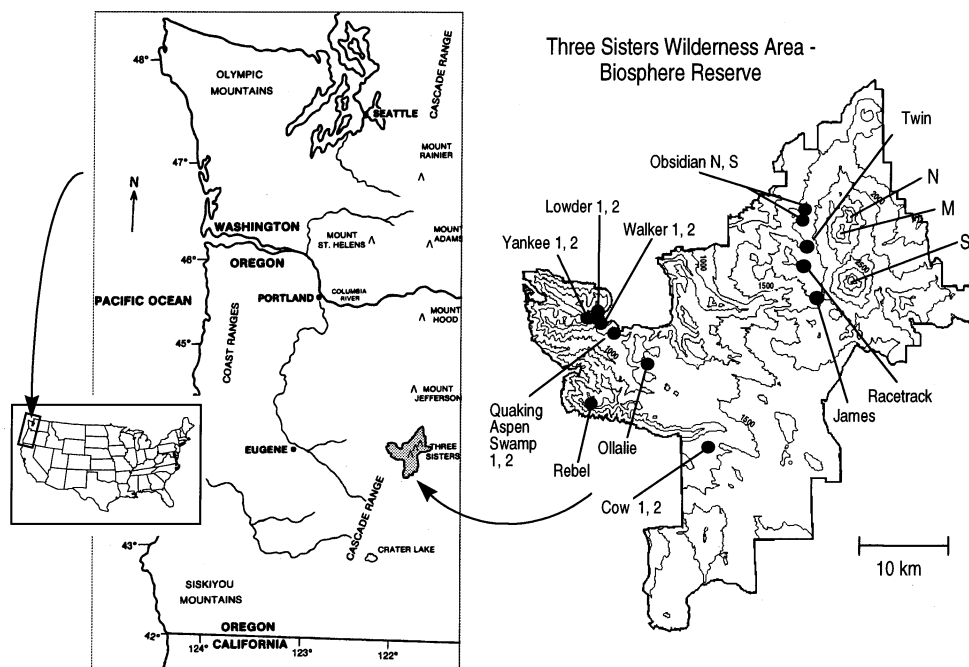 Three Sisters Wilderness Area -
Biosphere Reserve
48°
47°
46°
45°
43°
42°
124°
123°
122°
N
OLYMPIC
MOUNTAINS
SEATTLE
CASCADE RANGE
MOUNT
RAINIER
WASHINGTON
OREGON
MOUNT
ST. HELENS
MOUNT
ADAMS
PACIFIC OCEAN
PORTLAND
COLUMBIA
RIVER
MOUNT
HOOD
COAST RANGES
MOUNT
JEFFERSON
EUGENE
THREE
SISTERS
CASCADE RANGE
CRATER LAKE
SISKIYOU
MOUNTAINS
OREGON
CALIFORNIA
Twin
Obsidian N, S
N
M
S
Lowder 1, 2
Walker 1, 2
Yankee 1, 2
Quaking
Aspen
Swamp
1, 2
Rebel
Ollalie
Cow 1, 2
James
Racetrack
1000
1500
2000
2500
1000
1500
10 km